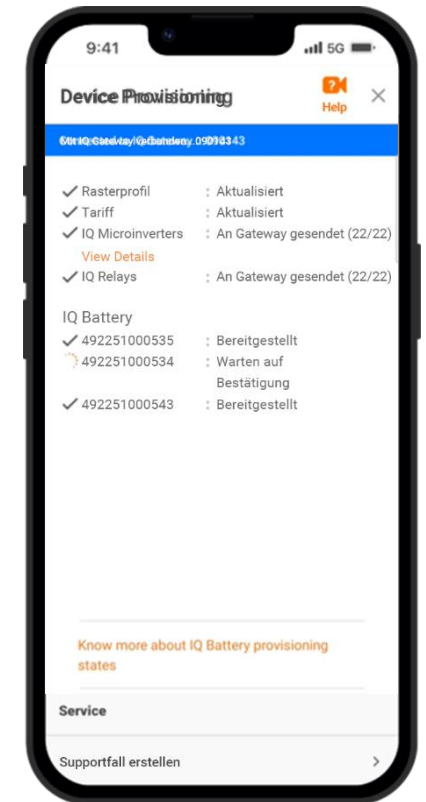 9:41
5G
Device Provisioning
Help
Rasterprofil : Aktualisiert
Tariff : Aktualisiert
IQ Microinverters : An Gateway gesendet (22/22)
View Details
IQ Relays : An Gateway gesendet (22/22)
IQ Battery
492251000535 : Bereitgestellt
492251000534 : Warten auf
Bestätigung
492251000543 : Bereitgestellt
Know more about IQ Battery provisioning
states
Service
Supportfall erstellen